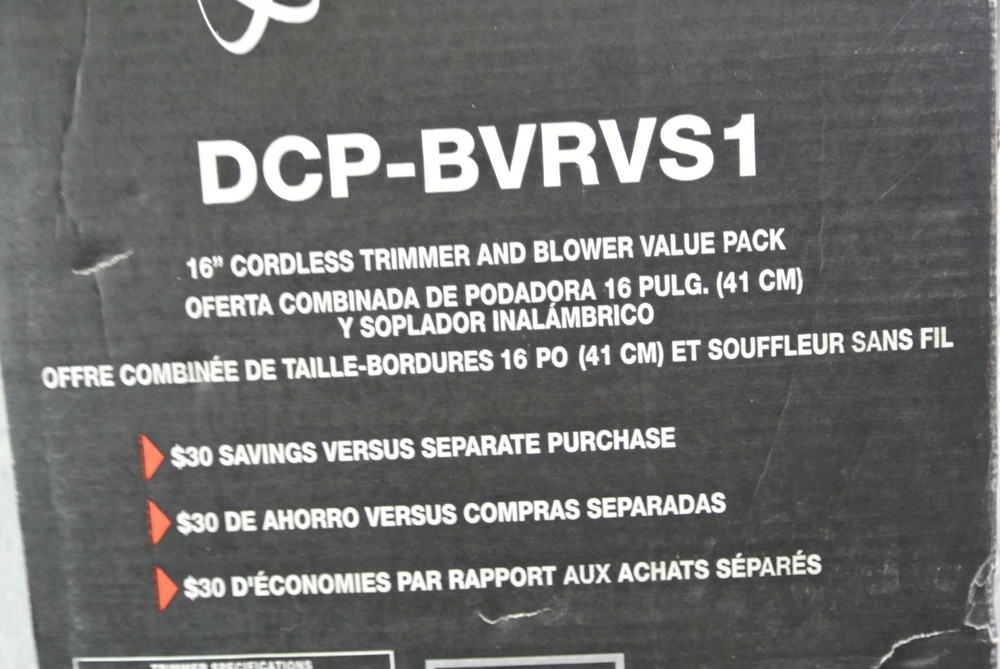 DCP-BVRVS1
16” CORDLESS TRIMMER AND BLOWER VALUE PACK
OFERTA COMBINADA DE PODADORA 16 PULG. (41 CM)
Y SOPLADOR INALÁMBRICO
OFFRE COMBINÉE DE TAILLE-BORDURES 16 PO (41 CM) ET SOUFFLEUR SANS FIL
$30 SAVINGS VERSUS SEPARATE PURCHASE
$30 DE AHORRO VERSUS COMPRAS SEPARADAS
$30 D'ÉCONOMIES PAR RAPPORT AUX ACHATS SÉPARÉS
TRIMMER SPECIFICATIONS